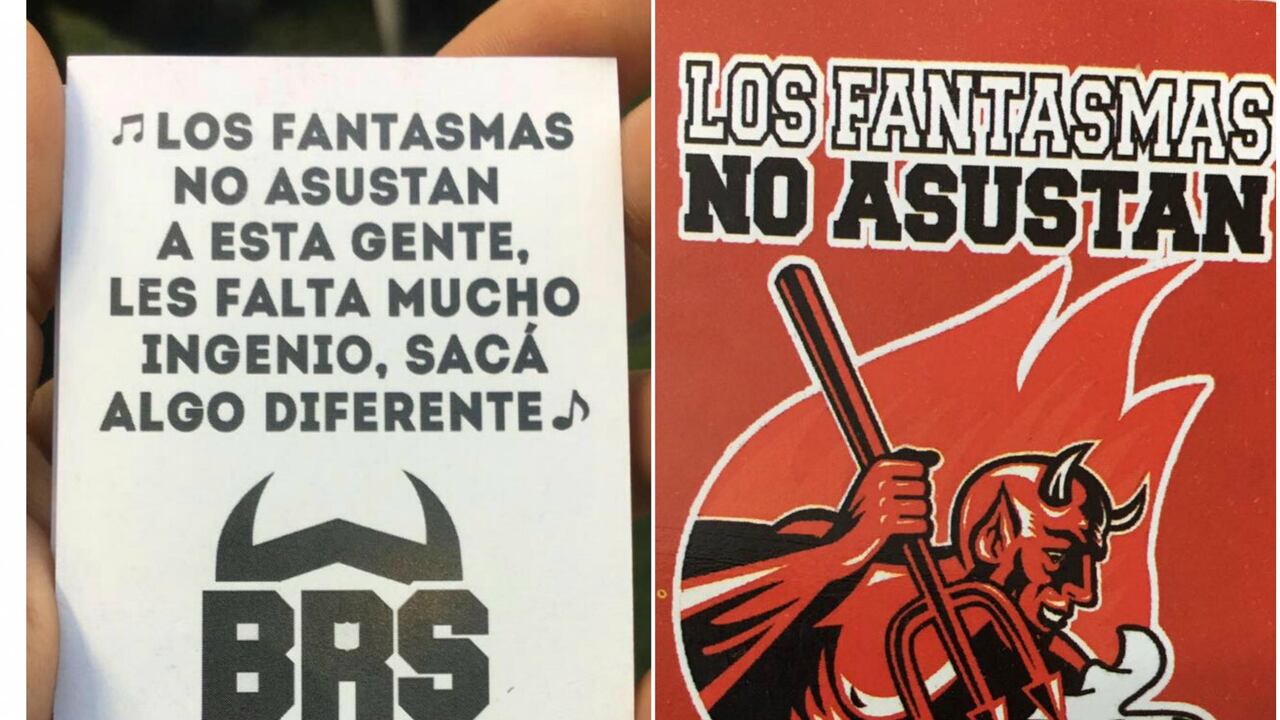 ♫LOS FANTASMAS
NO ASUSTAN
A ESTA GENTE,
LES FALTA MUCHO
INGENIO, SACÁ
ALGO DIFERENTE♪
BRS
LOS FANTASMAS
NO ASUSTAN